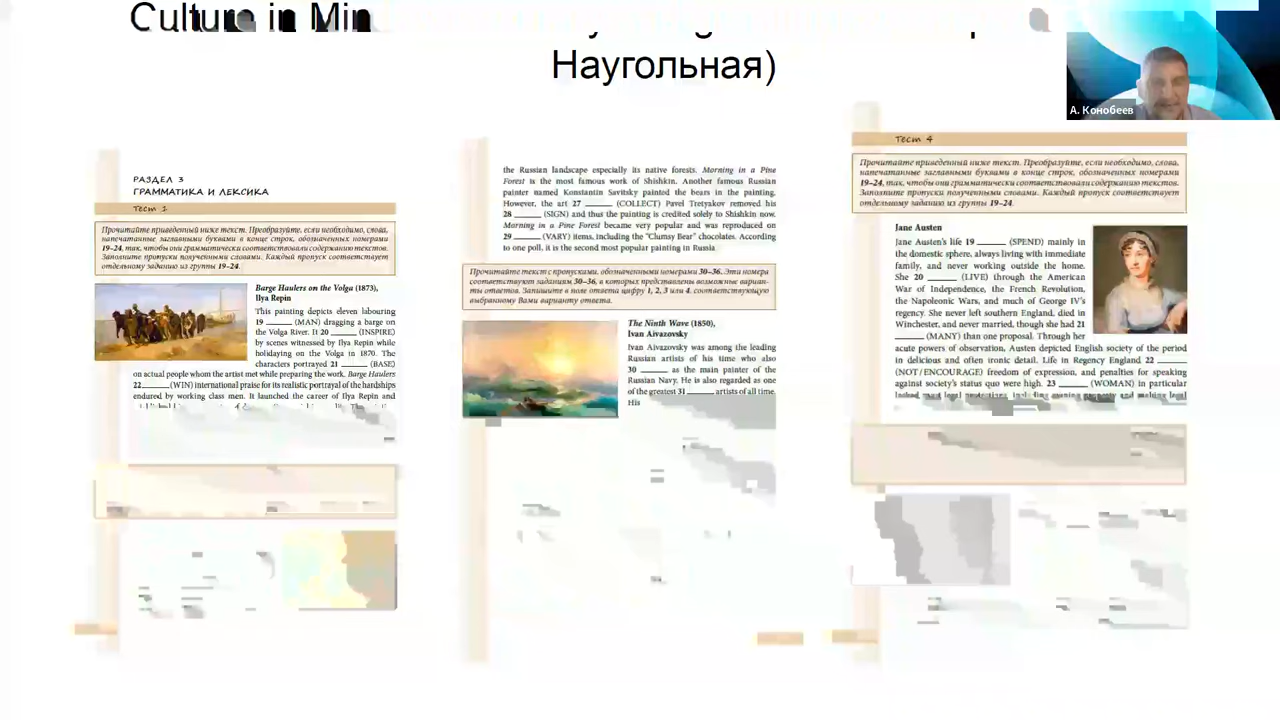 Culture in Min
Наугольная)
А. Конобеев
РАЗДЕЛ 3
ГРАММАТИКА И ЛЕКСИКА
Тест 1
Прочитайте приведенный ниже текст. Преобразуйте, если необходимо, слова,
напечатанные заглавными буквами в конце строк, обозначенных номерами
19–24, так, чтобы они грамматически соответствовали содержанию текстов.
Заполните пропуски полученными словами. Каждый пропуск соответствует
отдельному заданию из группы 19–24.
Barge Haulers on the Volga (1873),
Ilya Repin
This painting depicts eleven labouring
19 ______ (MAN) dragging a barge on
the Volga River. It 20 ______ (INSPIRE)
by scenes witnessed by Ilya Repin while
holidaying on the Volga in 1870. The
characters portrayed 21 ______ (BASE)
on actual people whom the artist met while preparing the work. Barge Haulers
22______ (WIN) international praise for its realistic portrayal of the hardships
endured by working class men. It launched the career of Ilya Repin and
the Russian landscape especially its native forests. Morning in a Pine
Forest is the most famous work of Shishkin. Another famous Russian
painter named Konstantin Savitsky painted the bears in the painting.
However, the art 27 ______ (COLLECT) Pavel Tretyakov removed his
28 ______ (SIGN) and thus the painting is credited solely to Shishkin now.
Morning in a Pine Forest became very popular and was reproduced on
29 ______ (VARY) items, including the "Clumsy Bear" chocolates. According
to one poll, it is the second most popular painting in Russia
Прочитайте текст с пропусками, обозначенными номерами 30–36. Эти номера
соответствуют заданиям 30–36, в которых представлены возможные вариан-
ты ответов. Запишите в поле ответа цифру 1, 2, 3 или 4, соответствующую
выбранному Вами варианту ответа.
The Ninth Wave (1850),
Ivan Aivazovsky
Ivan Aivazovsky was among the leading
Russian artists of his time who also
30 ______ as the main painter of the
Russian Navy. He is also regarded as one
of the greatest 31 ______ artists of all time.
His
Тест 4
Прочитайте приведенный ниже текст. Преобразуйте, если необходимо, слова,
напечатанные заглавными буквами в конце строк, обозначенных номерами
19–24, так, чтобы они грамматически соответствовали содержанию текстов.
Заполните пропуски полученными словами. Каждый пропуск соответствует
отдельному заданию из группы 19–24.
Jane Austen
Jane Austen's life 19 ______ (SPEND) mainly in
the domestic sphere, always living with immediate
family, and never working outside the home.
She 20 ______ (LIVE) through the American
War of Independence, the French Revolution,
the Napoleonic Wars, and much of George IV's
regency. She never left southern England, died in
Winchester, and never married, though she had 21
______ (MANY) than one proposal. Through her
acute powers of observation, Austen depicted English society of the period
in delicious and often ironic detail. Life in Regency England 22 ______
(NOT/ENCOURAGE) freedom of expression, and penalties for speaking
against society's status quo were high. 23 ______ (WOMAN) in particular
lacked most legal protections, including owning property and making legal